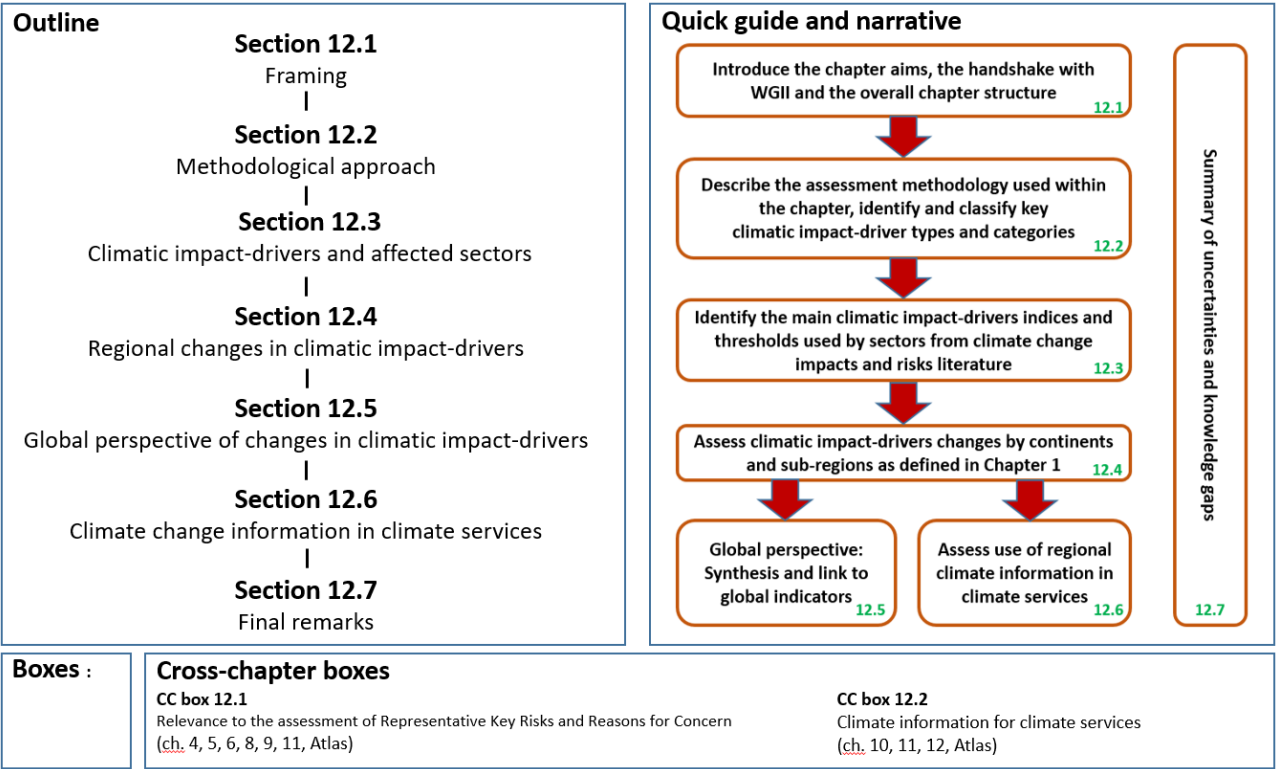 Outline
Section 12.1
Framing
Section 12.2
Methodological approach
Section 12.3
Climatic impact-drivers and affected sectors
Section 12.4
Regional changes in climatic impact-drivers
Section 12.5
Global perspective of changes in climatic impact-drivers
Section 12.6
Climate change information in climate services
Section 12.7
Final remarks
Quick guide and narrative
Introduce the chapter aims, the handshake with
WGII and the overall chapter structure
12.1
Describe the assessment methodology used within
the chapter, identify and classify key
climatic impact-driver types and categories
12.2
Identify the main climatic impact-drivers indices and
thresholds used by sectors from climate change
impacts and risks literature
12.3
Assess climatic impact-drivers changes by continents
and sub-regions as defined in Chapter 1
12.4
Global perspective:
Synthesis and link to
global indicators
12.5
Assess use of regional
climate information in
climate services
12.6
Summary of uncertainties and knowledge gaps
12.7
Boxes :
Cross-chapter boxes
CC box 12.1
Relevance to the assessment of Representative Key Risks and Reasons for Concern
(ch. 4, 5, 6, 8, 9, 11, Atlas)
CC box 12.2
Climate information for climate services
(ch. 10, 11, 12, Atlas)